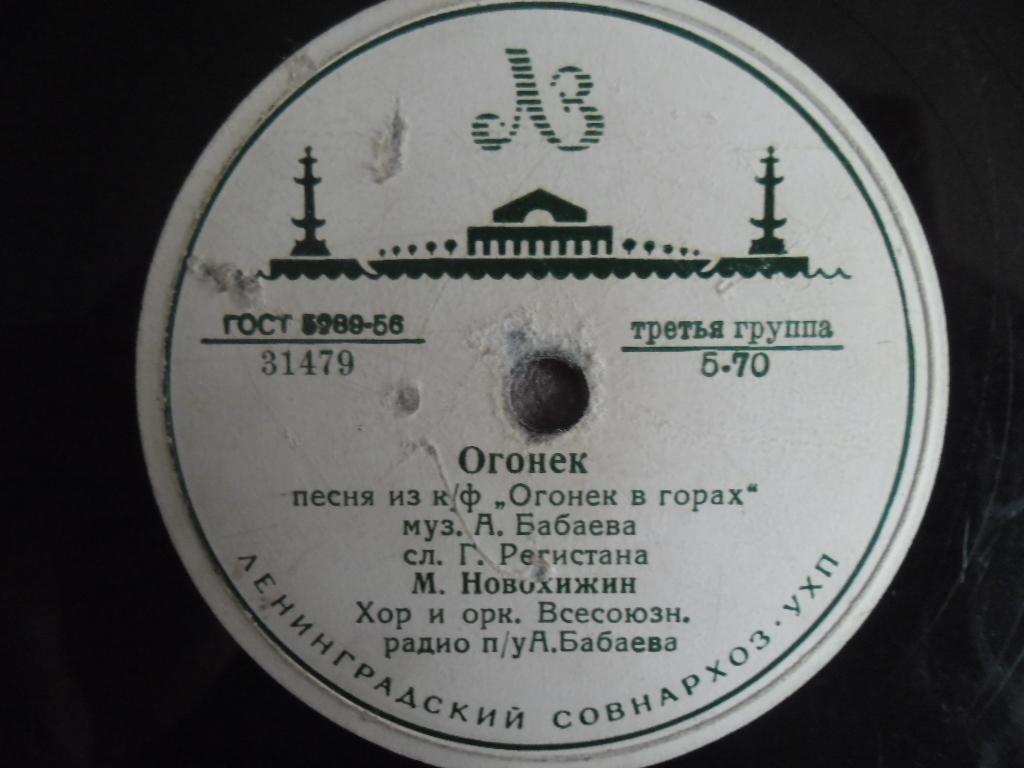 ЛЗ
ГОСТ 5289-56
31479
третья группа
5-70
Огонек
песня из к/ф „Огонек в горах“
муз. А. Бабаева
сл. Г. Регистана
М. Новохижин
Хор и орк. Всесоюзн.
радио п/у А. Бабаева
ЛЕНИНГРАДСКИЙ СОВНАРХОЗ · УХП